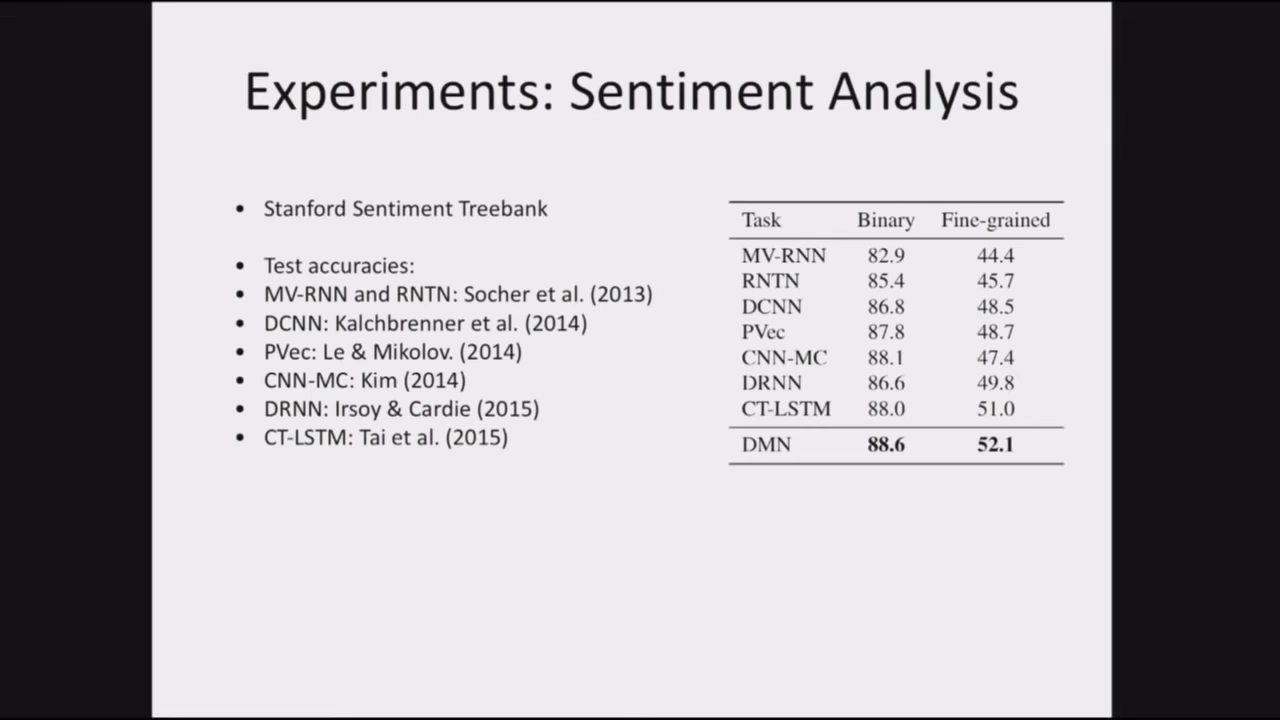 Experiments: Sentiment Analysis
• Stanford Sentiment Treebank
• Test accuracies:
• MV-RNN and RNTN: Socher et al. (2013)
• DCNN: Kalchbrenner et al. (2014)
• PVec: Le & Mikolov. (2014)
• CNN-MC: Kim (2014)
• DRNN: Irsoy & Cardie (2015)
• CT-LSTM: Tai et al. (2015)
Task Binary Fine-grained
MV-RNN 82.9 44.4
RNTN 85.4 45.7
DCNN 86.8 48.5
PVec 87.8 48.7
CNN-MC 88.1 47.4
DRNN 86.6 49.8
CT-LSTM 88.0 51.0
DMN 88.6 52.1